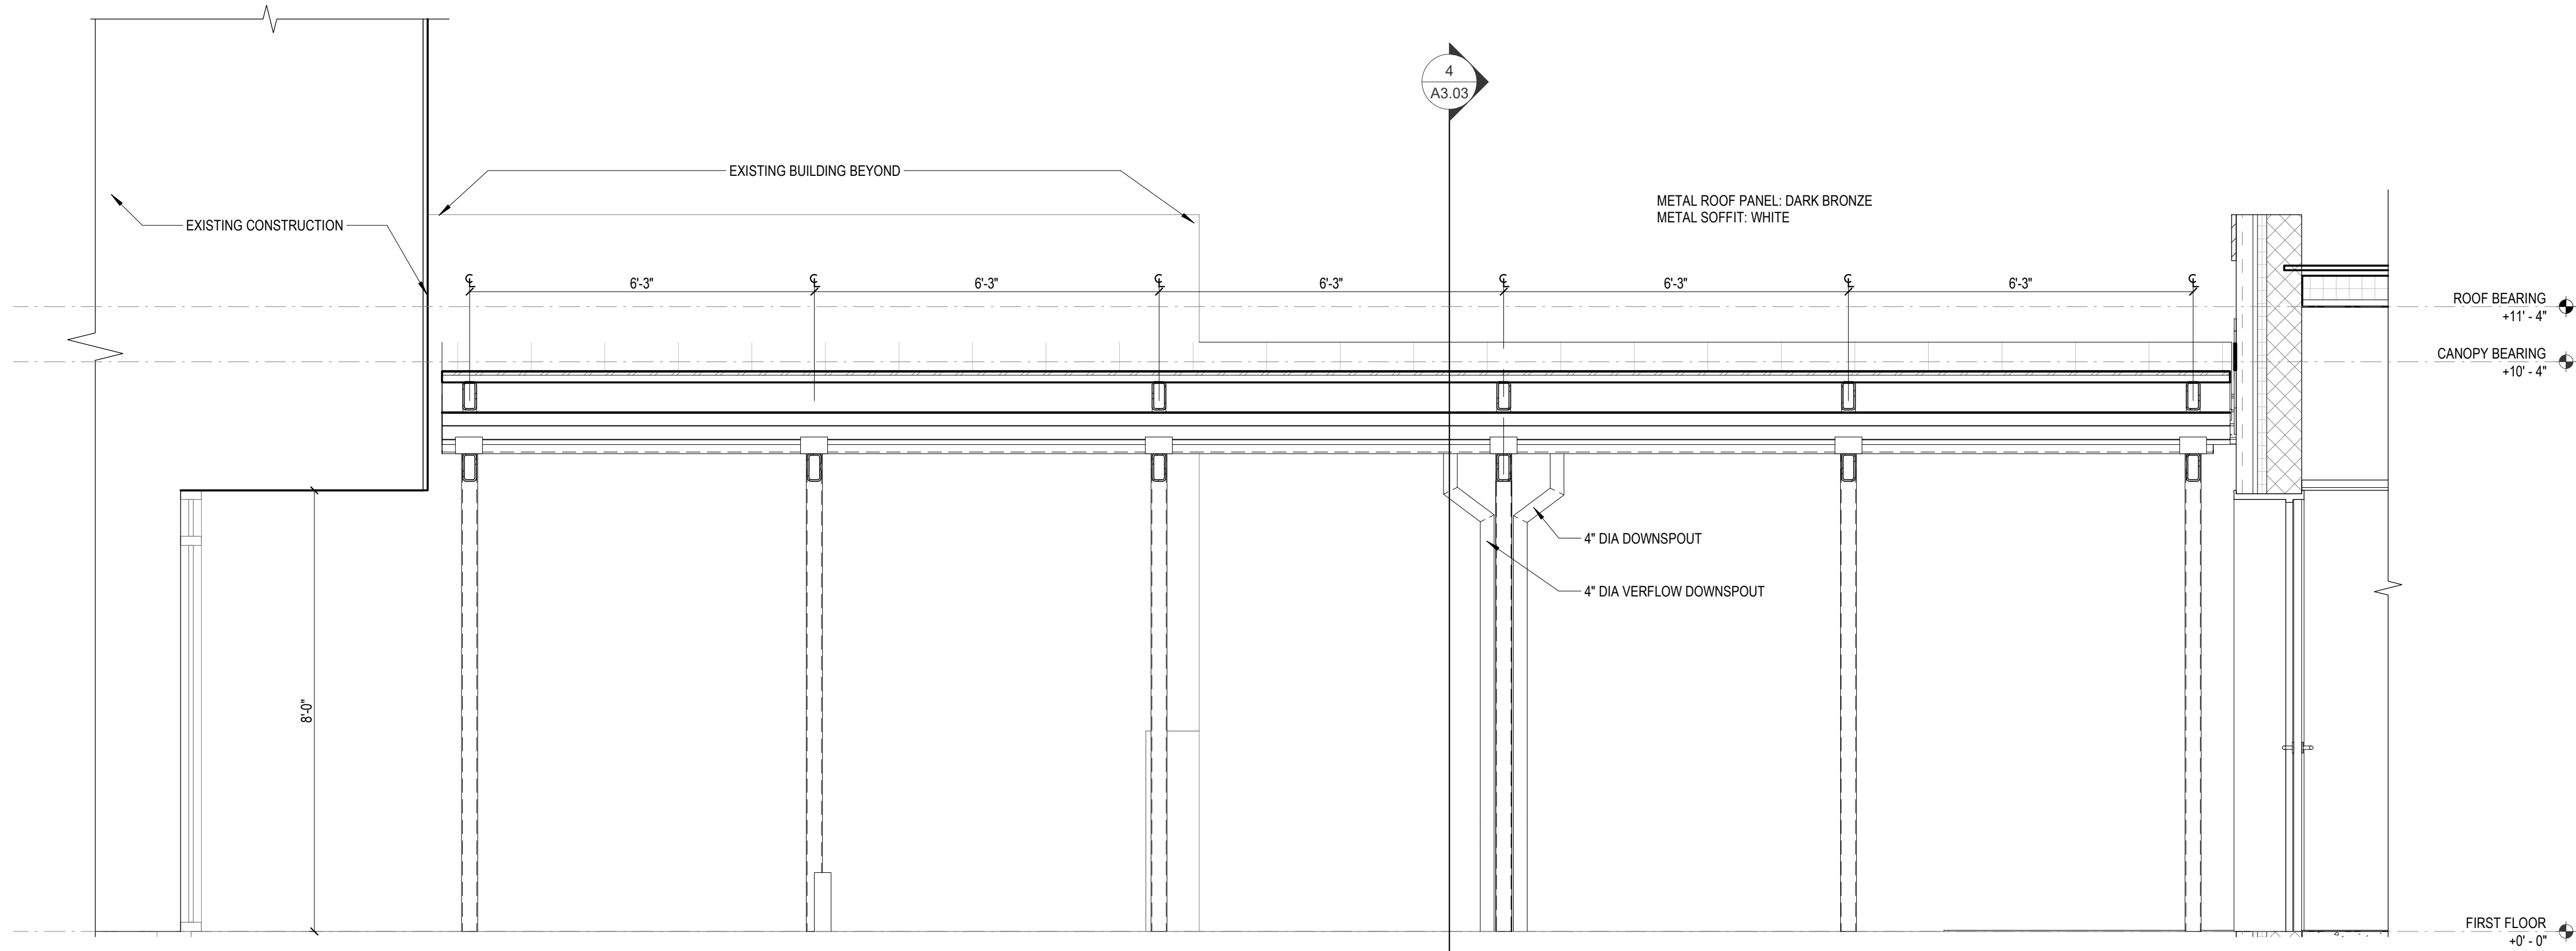 4
A3.03
EXISTING BUILDING BEYOND
METAL ROOF PANEL: DARK BRONZE
METAL SOFFIT: WHITE
EXISTING CONSTRUCTION
6'-3"
6'-3"
6'-3"
6'-3"
6'-3"
ROOF BEARING
+11' - 4"
CANOPY BEARING
+10' - 4"
4" DIA DOWNSPOUT
4" DIA VERFLOW DOWNSPOUT
8'-0"
FIRST FLOOR
+0' - 0"